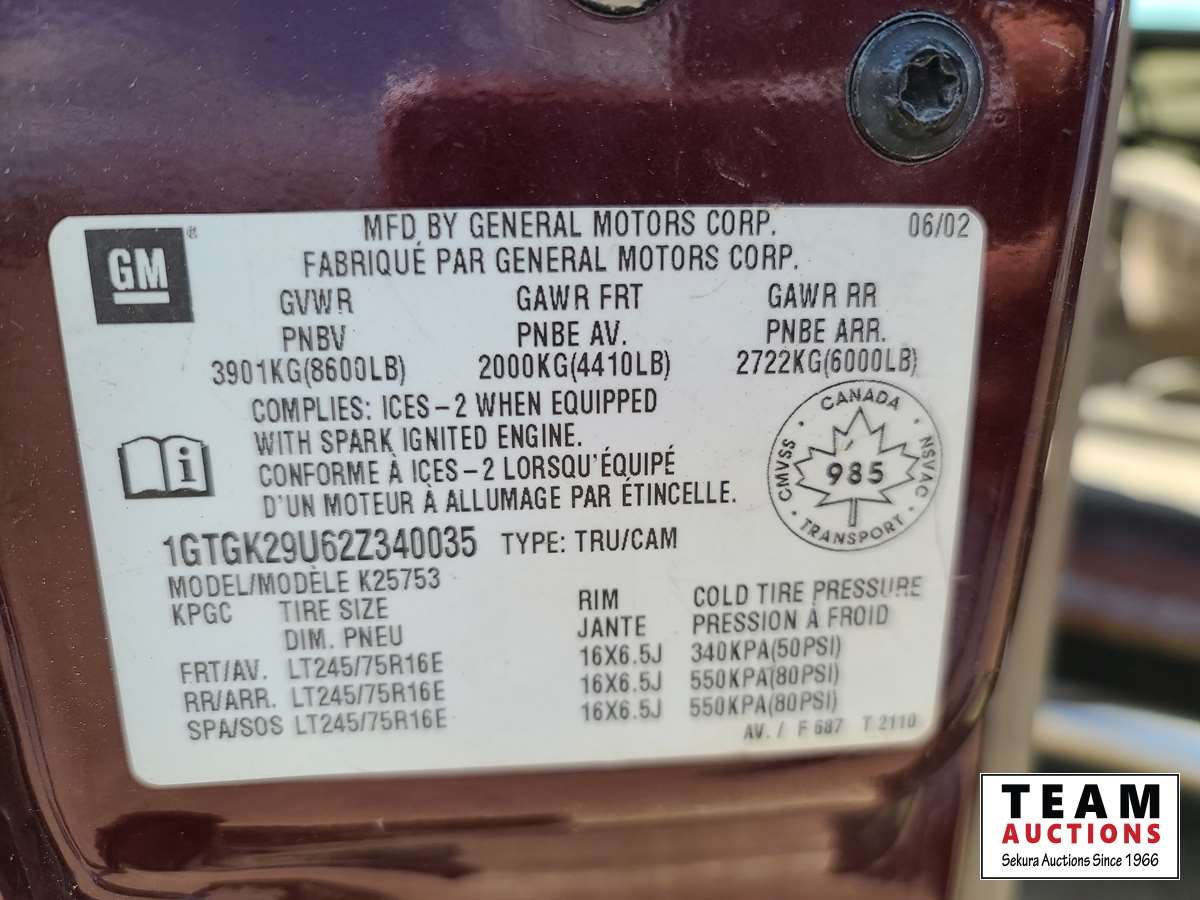 MFD BY GENERAL MOTORS CORP. 06/02
GM®
FABRIQUÉ PAR GENERAL MOTORS CORP.
GVWR GAWR FRT GAWR RR
PNBV PNBE AV. PNBE ARR.
3901KG(8600LB) 2000KG(4410LB) 2722KG(6000LB)
COMPLIES: ICES-2 WHEN EQUIPPED
WITH SPARK IGNITED ENGINE.
CONFORME À ICES-2 LORSQU'ÉQUIPÉ
D'UN MOTEUR À ALLUMAGE PAR ÉTINCELLE.
i
CANADA
CMVSS 985 NSVAC
TRANSPORT
1GTGK29U62Z340035 TYPE: TRU/CAM
MODEL/MODÈLE K25753
KPGC TIRE SIZE RIM COLD TIRE PRESSURE
DIM. PNEU JANTE PRESSION À FROID
FRT/AV. LT245/75R16E 16X6.5J 340KPA(50PSI)
RR/ARR. LT245/75R16E 16X6.5J 550KPA(80PSI)
SPA/SOS LT245/75R16E 16X6.5J 550KPA(80PSI)
AV. / F 687 T 2110
TEAM
AUCTIONS
Sekura Auctions Since 1966